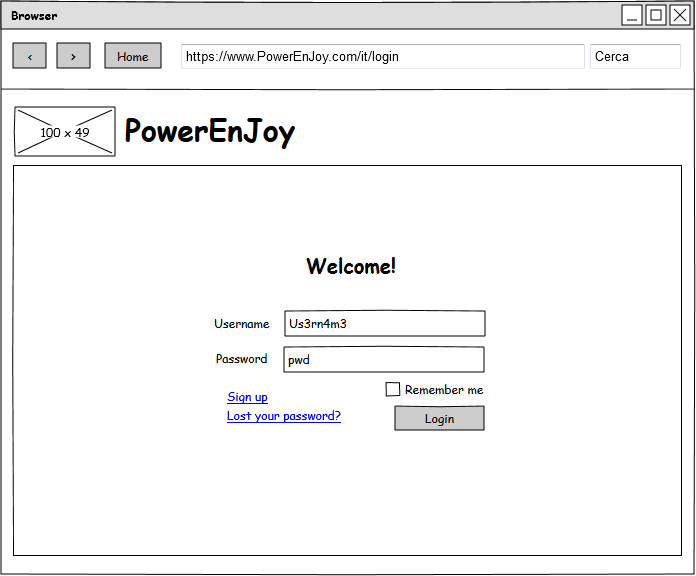 Browser
< > Home https://www.PowerEnJoy.com/it/login Cerca
100 x 49 PowerEnJoy
Welcome!
Username Us3rn4m3
Password pwd
Remember me
Sign up
Lost your password?
Login